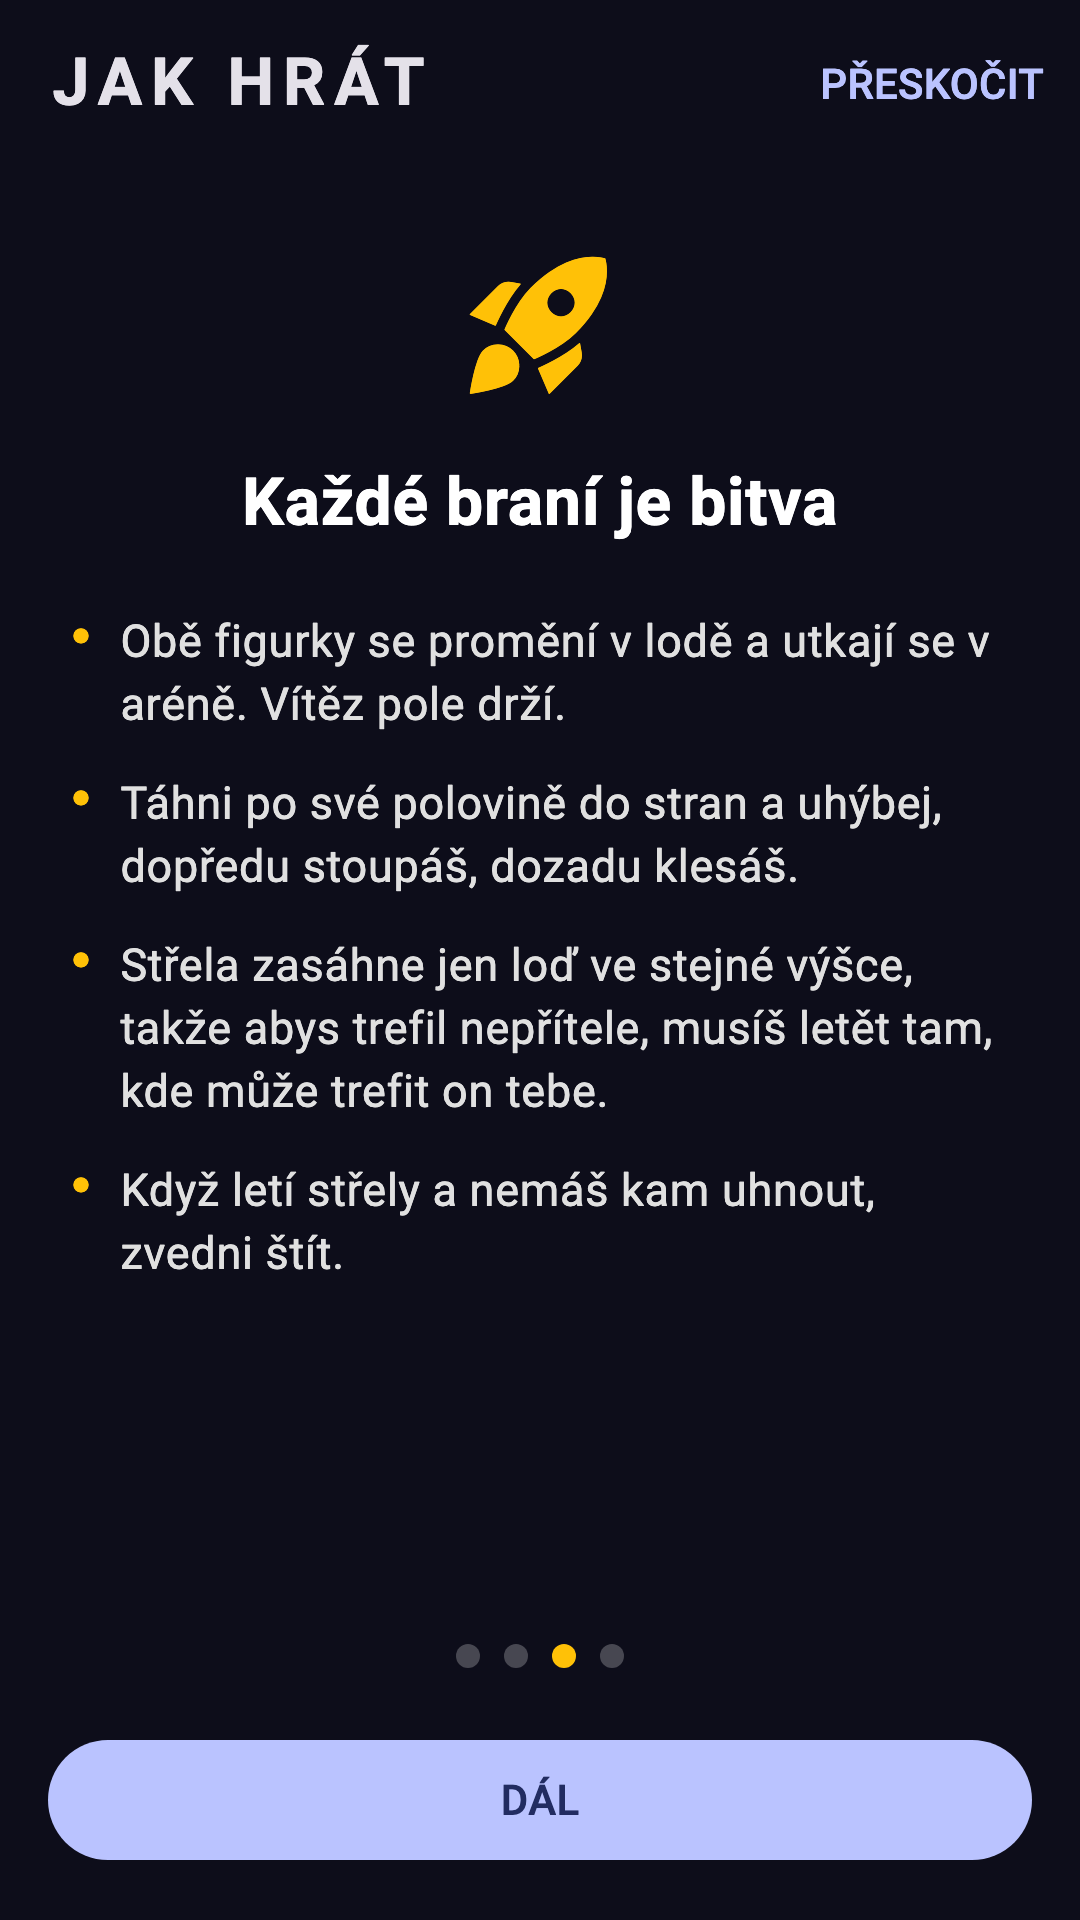 JAK HRÁT
PŘESKOČIT
Každé braní je bitva
Obě figurky se promění v lodě a utkají se v
aréně. Vítěz pole drží.
Táhni po své polovině do stran a uhýbej,
dopředu stoupáš, dozadu klesáš.
Střela zasáhne jen loď ve stejné výšce,
takže abys trefil nepřítele, musíš letět tam,
kde může trefit on tebe.
Když letí střely a nemáš kam uhnout,
zvedni štít.
DÁL